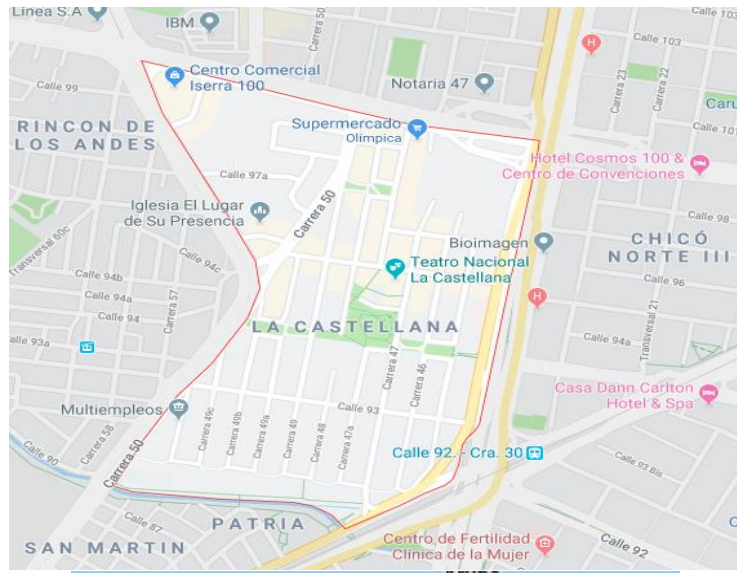 Línea S.A
IBM
Calle 103
Calle 103
Centro Comercial
Iserra 100
Notaria 47
Carrera 23
Carrera 22
Calle 99
Caru
RINCON DE
LOS ANDES
Supermercado
Olímpica
Calle 101
Hotel Cosmos 100 &
Centro de Convenciones
Calle 97a
Carrera 50
Iglesia El Lugar
de Su Presencia
Calle 98
Transversal 60c
Bioimagen
CHICÓ
NORTE III
Teatro Nacional
La Castellana
Calle 94c
Calle 94b
Calle 94a
Calle 94
Carrera 57
Calle 96
Transversal 21
LA CASTELLANA
Calle 93a
Calle 94a
Carrera 47
Carrera 46
Casa Dann Carlton
Hotel & Spa
Multiempleos
Calle 93
Carrera 49c
Carrera 49b
Carrera 49a
Carrera 49
Carrera 48
Carrera 47a
Carrera 58
Calle 90
Carrera 50
Calle 92. - Cra. 30
Calle 93 Bis
Calle 87
PATRIA
SAN MARTIN
Centro de Fertilidad
Clínica de la Mujer
Calle 92